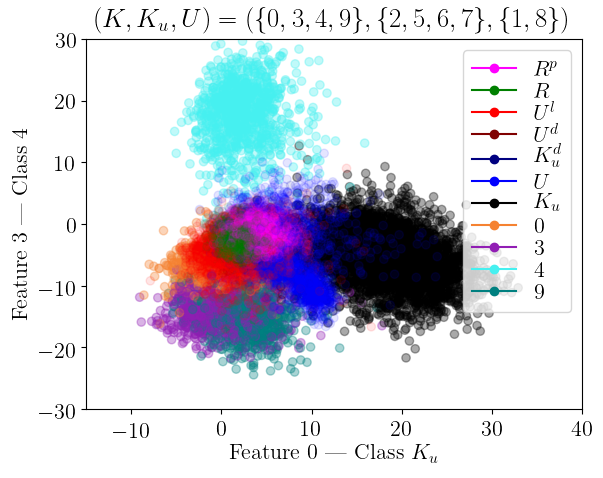 (K, K_u, U) = ({0, 3, 4, 9}, {2, 5, 6, 7}, {1, 8})
30
20
10
0
−10
−20
−30
Feature 3 — Class 4
R^p
R
U^l
U^d
K_u^d
U
K_u
0
3
4
9
−10
0
10
20
30
40
Feature 0 — Class K_u